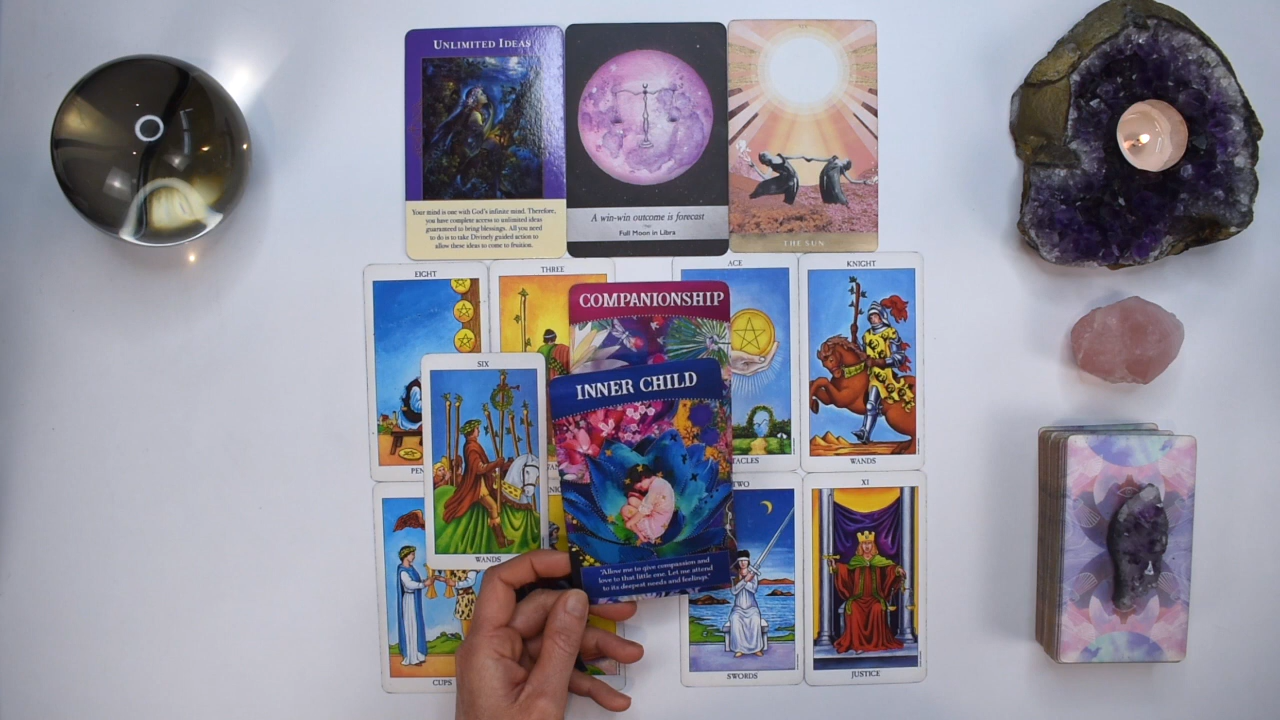 UNLIMITED IDEAS
Your mind is one with God's infinite mind. Therefore,
you have complete access to unlimited ideas
guaranteed to bring blessings. All you need
to do is to take Divinely guided action to
allow these ideas to come to fruition.
A win-win outcome is forecast
Full Moon in Libra
XIX
THE SUN
EIGHT
PEN
THREE
COMPANIONSHIP
ACE
TACLES
KNIGHT
WANDS
SIX
WANDS
INNER CHILD
"Allow me to give compassion and
love to that little one. Let me attend
to its deepest needs and feelings."
CUPS
TWO
SWORDS
XI
JUSTICE